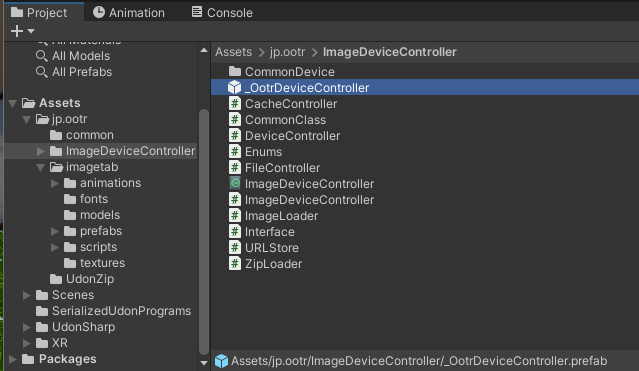 Project
Animation
Console
All Materials
All Models
All Prefabs
Assets
jp.ootr
common
ImageDeviceController
imagetab
animations
fonts
models
prefabs
scripts
textures
UdonZip
Scenes
SerializedUdonPrograms
UdonSharp
XR
Packages
Assets > jp.ootr > ImageDeviceController
CommonDevice
_OotrDeviceController
CacheController
CommonClass
DeviceController
Enums
FileController
ImageDeviceController
ImageDeviceController
ImageLoader
Interface
URLStore
ZipLoader
Assets/jp.ootr/ImageDeviceController/_OotrDeviceController.prefab